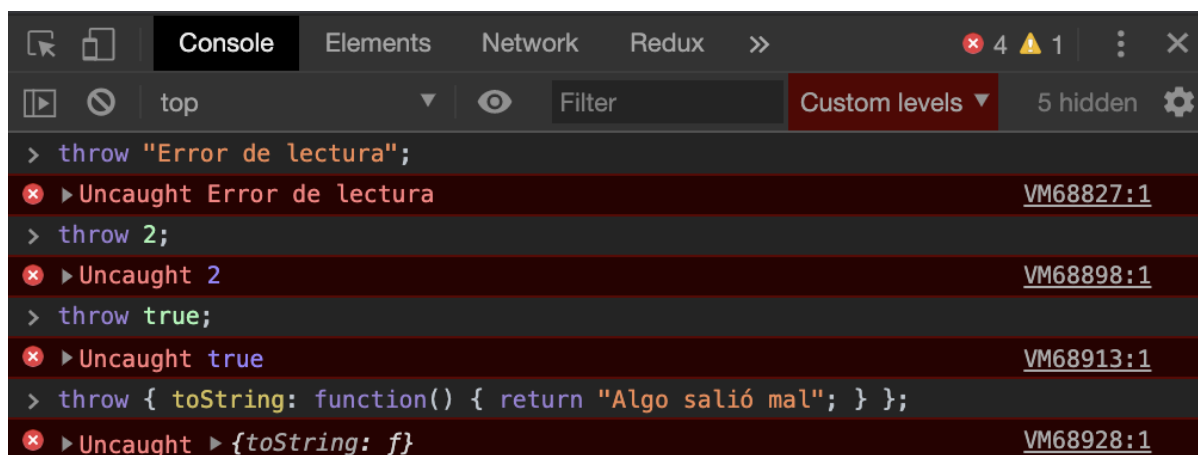 Console Elements Network Redux » 4 1
top Filter Custom levels ▼ 5 hidden
> throw "Error de lectura";
▶Uncaught Error de lectura VM68827:1
> throw 2;
▶Uncaught 2 VM68898:1
> throw true;
▶Uncaught true VM68913:1
> throw { toString: function() { return "Algo salió mal"; } };
▶Uncaught ▶{toString: f} VM68928:1